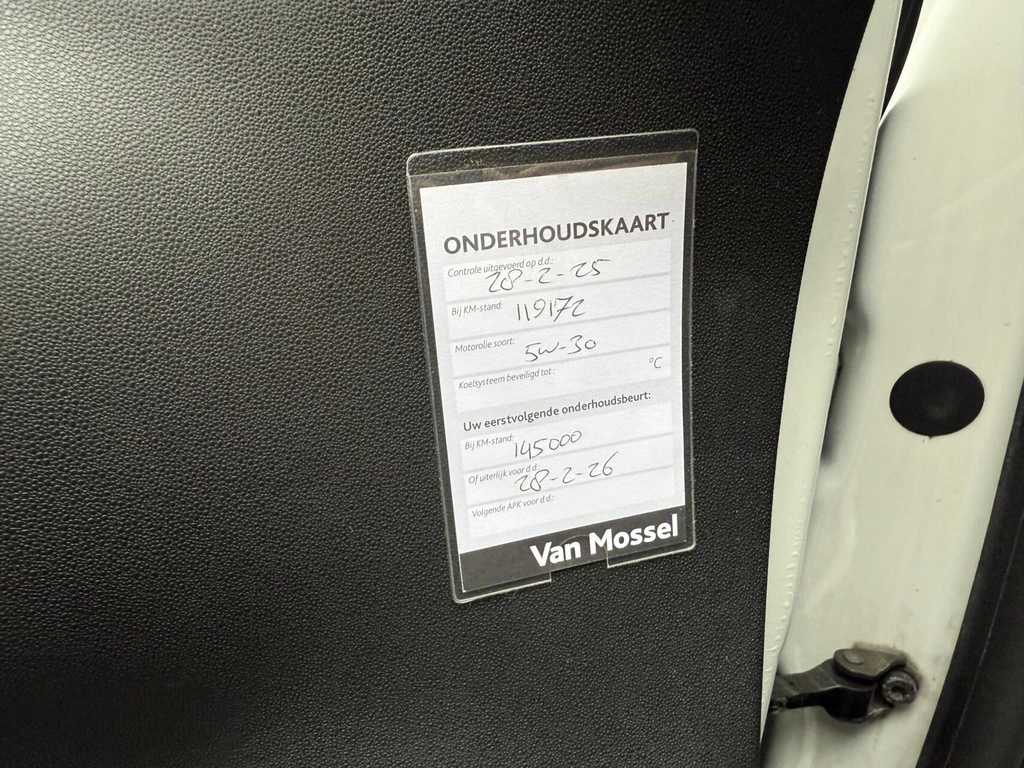 ONDERHOUDSKAART
Controle uitgevoerd op d.d.: 28-2-25
Bij KM-stand: 119172
Motorolie soort: 5W-30
Koelsysteem beveiligd tot: °C
Uw eerstvolgende onderhoudsbeurt:
Bij KM-stand: 145000
Of uiterlijk voor d.d.: 28-2-26
Volgende APK voor d.d.:
Van Mossel